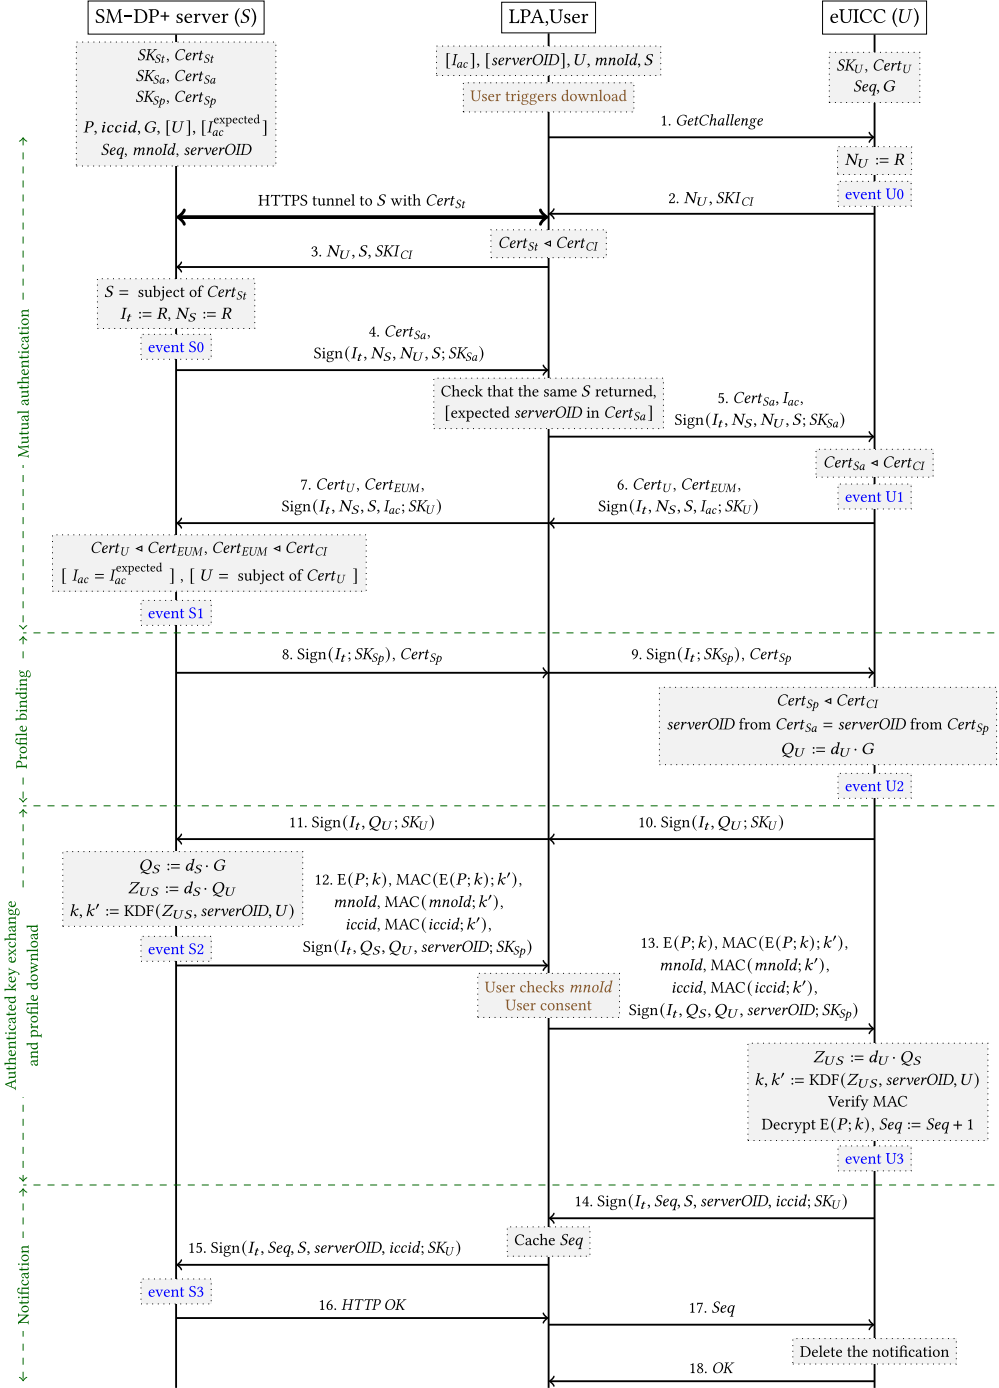 SM-DP+ server (S)
LPA,User
eUICC (U)
SK_St, Cert_St
SK_Sa, Cert_Sa
SK_Sp, Cert_Sp
P, iccid, G, [U], [I_ac^expected]
Seq, mnoId, serverOID
[I_ac], [serverOID], U, mnoId, S
User triggers download
SK_U, Cert_U
Seq, G
1. GetChallenge
N_U := R
event U0
2. N_U, SKI_CI
HTTPS tunnel to S with Cert_St
Cert_St ◂ Cert_CI
3. N_U, S, SKI_CI
S = subject of Cert_St
I_t := R, N_S := R
event S0
4. Cert_Sa,
Sign(I_t, N_S, N_U, S; SK_Sa)
Check that the same S returned,
[expected serverOID in Cert_Sa]
5. Cert_Sa, I_ac,
Sign(I_t, N_S, N_U, S; SK_Sa)
Cert_Sa ◂ Cert_CI
event U1
6. Cert_U, Cert_EUM,
Sign(I_t, N_S, S, I_ac; SK_U)
7. Cert_U, Cert_EUM,
Sign(I_t, N_S, S, I_ac; SK_U)
Cert_U ◂ Cert_EUM, Cert_EUM ◂ Cert_CI
[ I_ac = I_ac^expected ] , [ U = subject of Cert_U ]
event S1
Mutual authentication
8. Sign(I_t; SK_Sp), Cert_Sp
9. Sign(I_t; SK_Sp), Cert_Sp
Cert_Sp ◂ Cert_CI
serverOID from Cert_Sa = serverOID from Cert_Sp
Q_U := d_U · G
event U2
Profile binding
10. Sign(I_t, Q_U; SK_U)
11. Sign(I_t, Q_U; SK_U)
Q_S := d_S · G
Z_US := d_S · Q_U
k, k′ := KDF(Z_US, serverOID, U)
event S2
12. E(P; k), MAC(E(P; k); k′),
mnoId, MAC(mnoId; k′),
iccid, MAC(iccid; k′),
Sign(I_t, Q_S, Q_U, serverOID; SK_Sp)
User checks mnoId
User consent
13. E(P; k), MAC(E(P; k); k′),
mnoId, MAC(mnoId; k′),
iccid, MAC(iccid; k′),
Sign(I_t, Q_S, Q_U, serverOID; SK_Sp)
Z_US := d_U · Q_S
k, k′ := KDF(Z_US, serverOID, U)
Verify MAC
Decrypt E(P; k), Seq := Seq + 1
event U3
Authenticated key exchange
and profile download
14. Sign(I_t, Seq, S, serverOID, iccid; SK_U)
Cache Seq
15. Sign(I_t, Seq, S, serverOID, iccid; SK_U)
event S3
16. HTTP OK
17. Seq
Delete the notification
18. OK
Notification